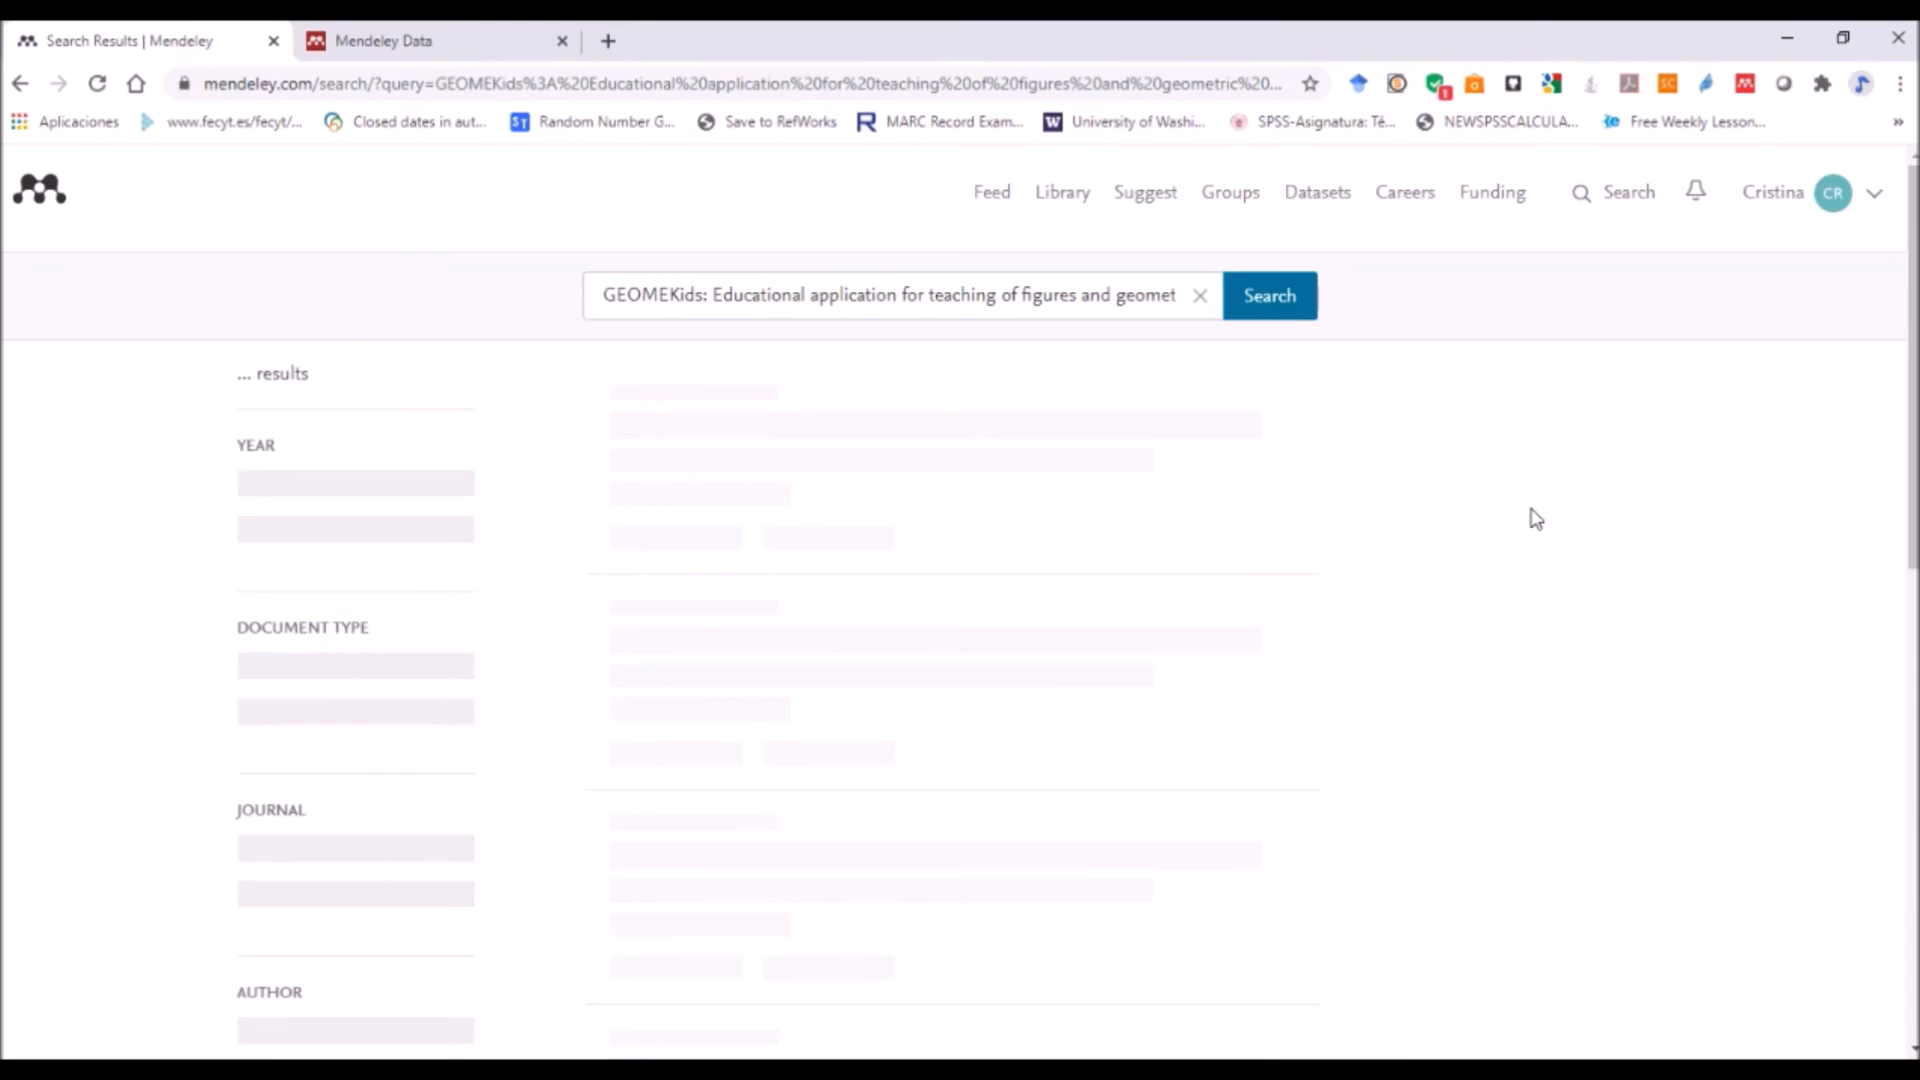 Search Results | Mendeley
Mendeley Data
mendeley.com/search/?query=GEOMEKids%3A%20Educational%20application%20for%20teaching%20of%20figures%20and%20geometric%20...
Aplicaciones
www.fecyt.es/fecyt/...
Closed dates in aut...
ST
Random Number G...
Save to RefWorks
R
MARC Record Exam...
W
University of Washi...
SPSS-Asignatura: Té...
NEWSPSSCALCULA...
Free Weekly Lesson...
»
Feed
Library
Suggest
Groups
Datasets
Careers
Funding
Search
Cristina
CR
GEOMEKids: Educational application for teaching of figures and geomet
Search
... results
YEAR
DOCUMENT TYPE
JOURNAL
AUTHOR